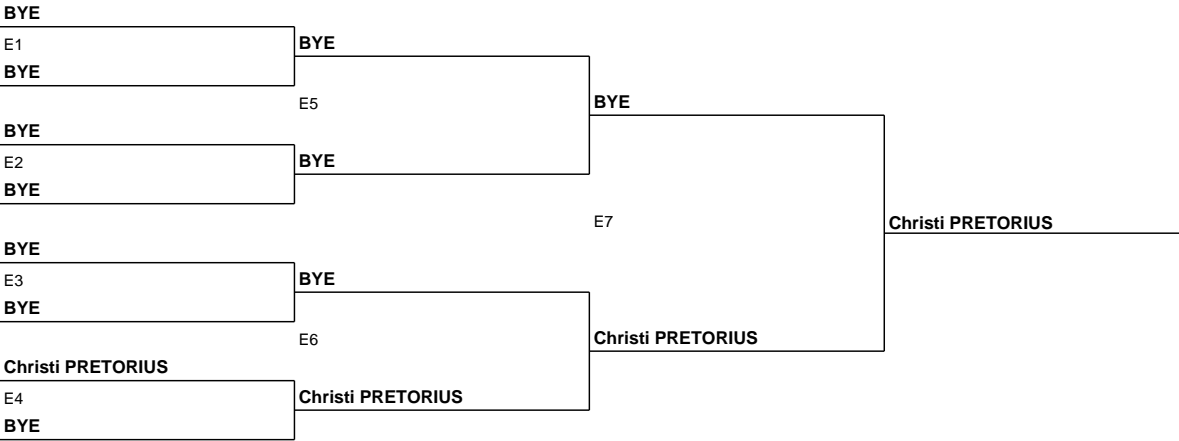 BYE
E1
BYE
BYE
E5
BYE
BYE
E2
BYE
BYE
E7
Christi PRETORIUS
BYE
E3
BYE
BYE
E6
Christi PRETORIUS
Christi PRETORIUS
E4
Christi PRETORIUS
BYE